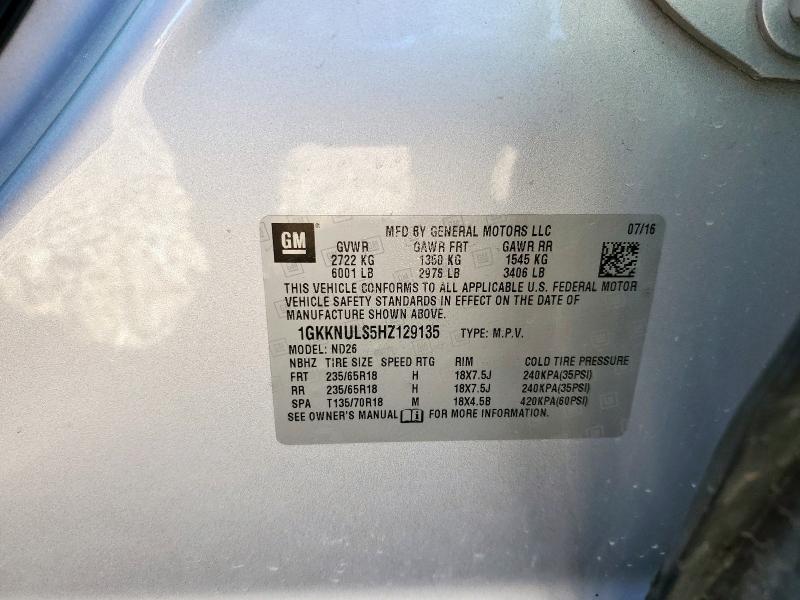 GM
MFD BY GENERAL MOTORS LLC 07/16
GVWR GAWR FRT GAWR RR
2722 KG 1350 KG 1545 KG
6001 LB 2976 LB 3406 LB
THIS VEHICLE CONFORMS TO ALL APPLICABLE U.S. FEDERAL MOTOR
VEHICLE SAFETY STANDARDS IN EFFECT ON THE DATE OF
MANUFACTURE SHOWN ABOVE.
1GKKNULS5HZ129135 TYPE: M.P.V.
MODEL: ND26
NBHZ TIRE SIZE SPEED RTG RIM COLD TIRE PRESSURE
FRT 235/65R18 H 18X7.5J 240KPA(35PSI)
RR 235/65R18 H 18X7.5J 240KPA(35PSI)
SPA T135/70R18 M 18X4.5B 420KPA(60PSI)
SEE OWNER'S MANUAL FOR MORE INFORMATION.